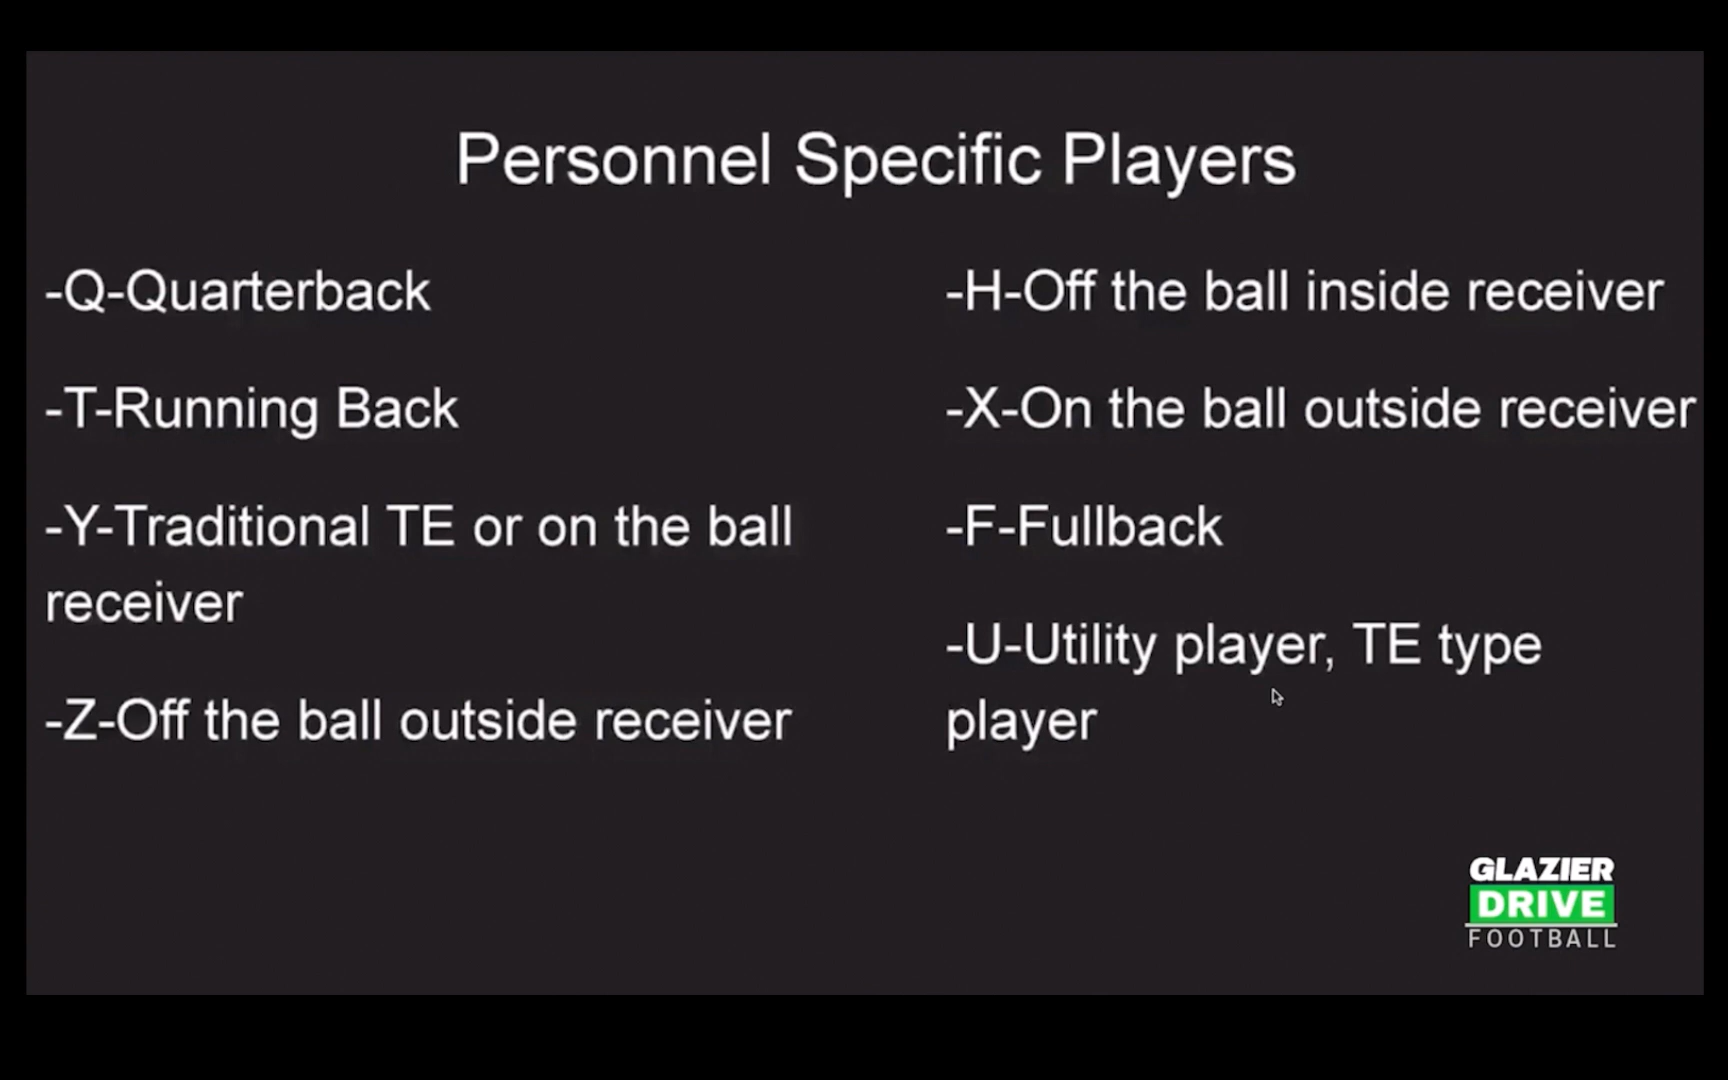 Personnel Specific Players
-Q-Quarterback
-T-Running Back
-Y-Traditional TE or on the ball
receiver
-Z-Off the ball outside receiver
-H-Off the ball inside receiver
-X-On the ball outside receiver
-F-Fullback
-U-Utility player, TE type
player
GLAZIER
DRIVE
FOOTBALL